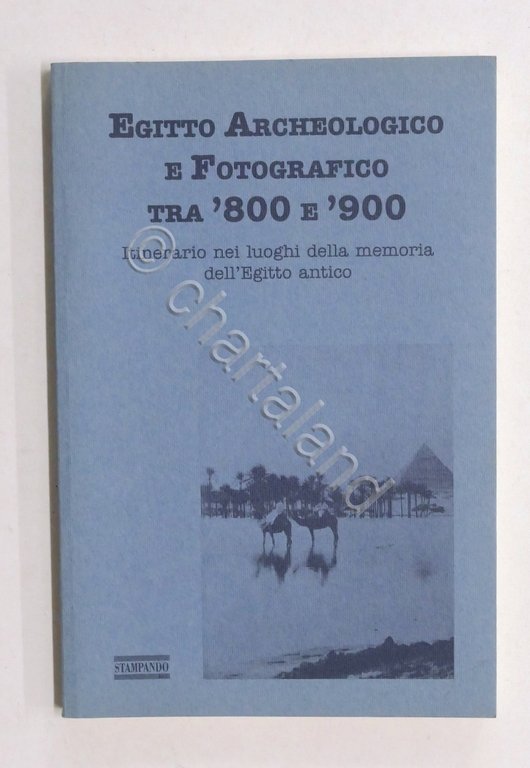 EGITTO ARCHEOLOGICO
E FOTOGRAFICO
TRA '800 E '900
Itinerario nei luoghi della memoria
dell'Egitto antico
© chartaland
STAMPANDO